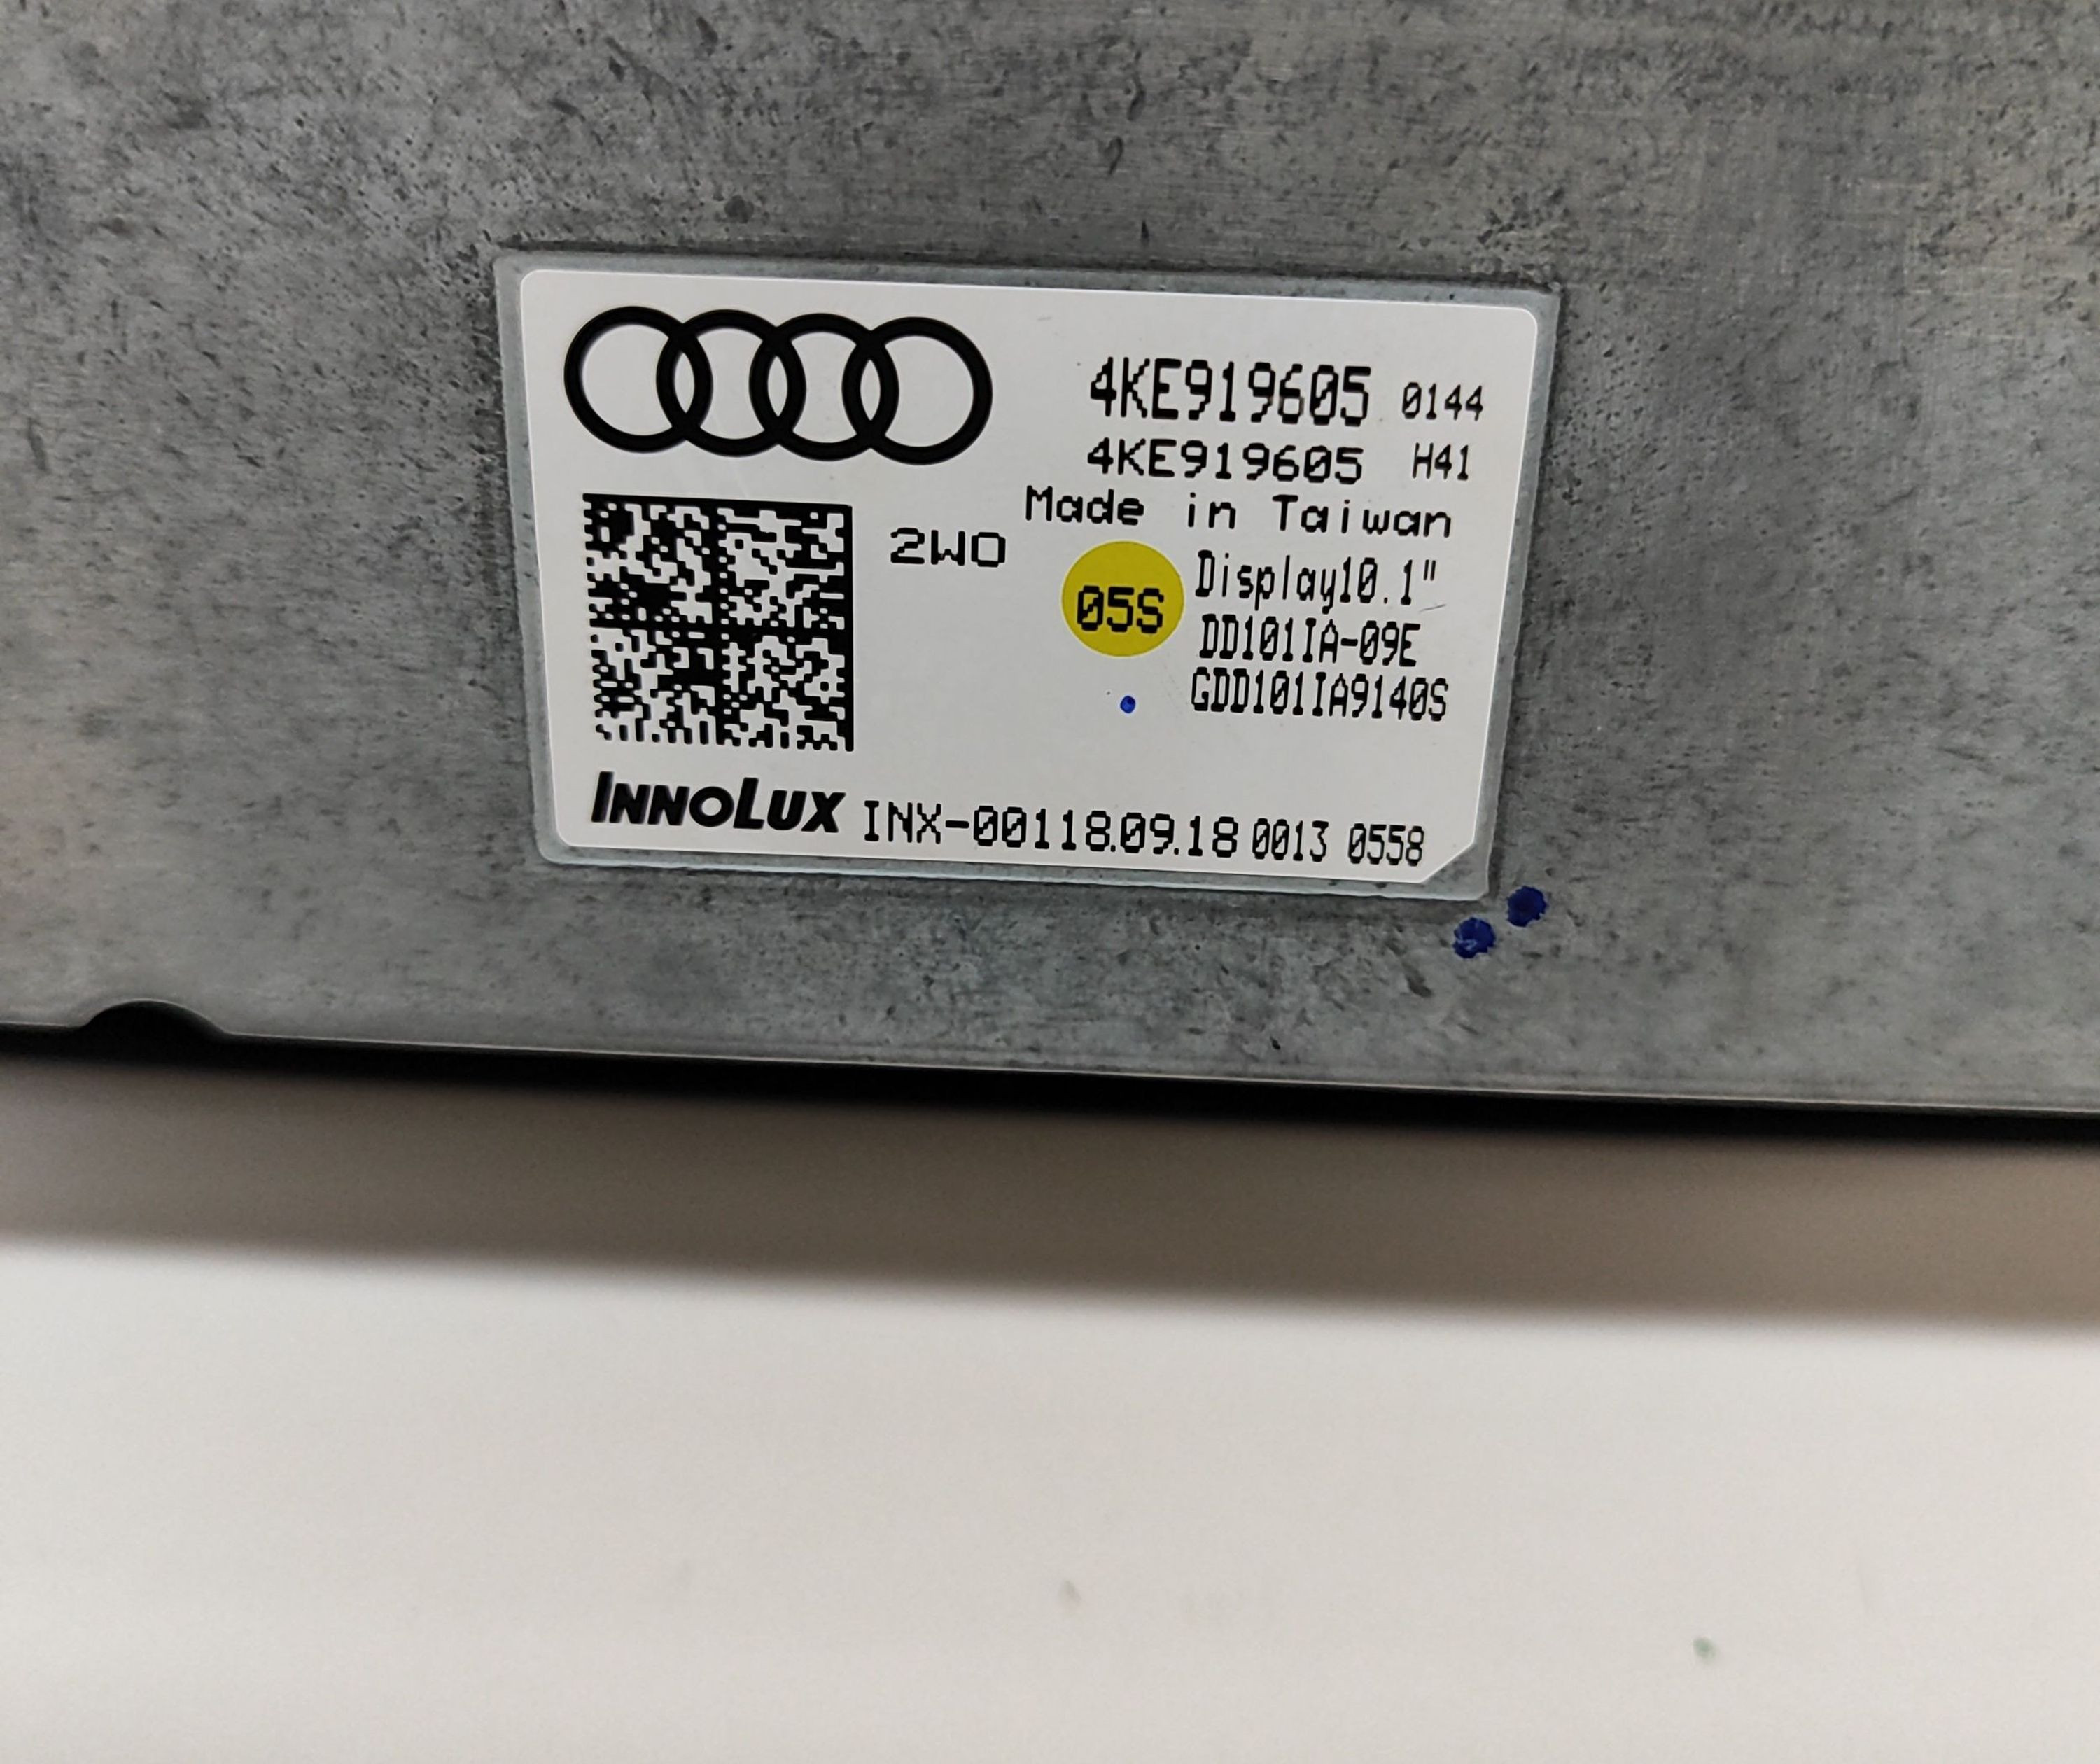 4KE919605 0144
4KE919605 H41
Made in Taiwan
2WO
05S
Display10.1"
DD101IA-09E
GDD101IA9140S
INNOLUX INX-00118.09.18 0013 0558